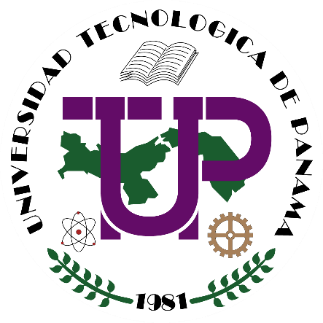 UNIVERSIDAD TECNOLOGICA DE PANAMA
UTP
1981